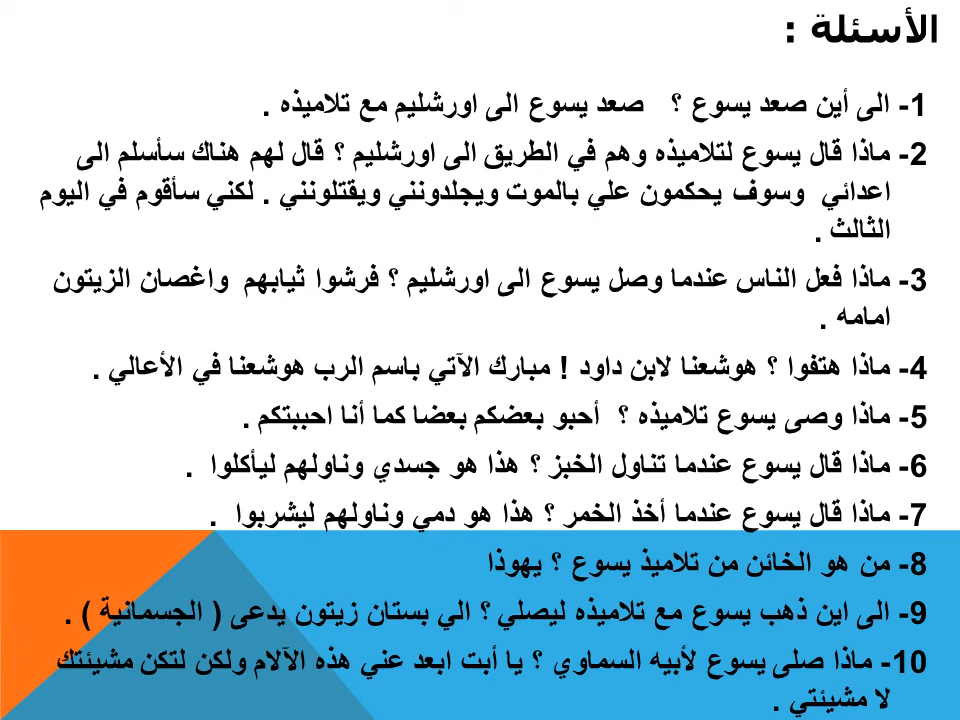 الأسئلة :
1- الى أين صعد يسوع ؟ صعد يسوع الى اورشليم مع تلاميذه .
2- ماذا قال يسوع لتلاميذه وهم في الطريق الى اورشليم ؟ قال لهم هناك سأسلم الى
اعدائي وسوف يحكمون علي بالموت ويجلدونني ويقتلونني . لكني سأقوم في اليوم
الثالث .
3- ماذا فعل الناس عندما وصل يسوع الى اورشليم ؟ فرشوا ثيابهم واغصان الزيتون
امامه .
4- ماذا هتفوا ؟ هوشعنا لابن داود ! مبارك الآتي باسم الرب هوشعنا في الأعالي .
5- ماذا وصى يسوع تلاميذه ؟ أحبو بعضكم بعضا كما أنا احببتكم .
6- ماذا قال يسوع عندما تناول الخبز ؟ هذا هو جسدي وناولهم ليأكلوا .
7- ماذا قال يسوع عندما أخذ الخمر ؟ هذا هو دمي وناولهم ليشربوا .
8- من هو الخائن من تلاميذ يسوع ؟ يهوذا
9- الى اين ذهب يسوع مع تلاميذه ليصلي ؟ الي بستان زيتون يدعى ( الجسمانية ) .
10- ماذا صلى يسوع لأبيه السماوي ؟ يا أبت ابعد عني هذه الآلام ولكن لتكن مشيئتك
لا مشيئتي .